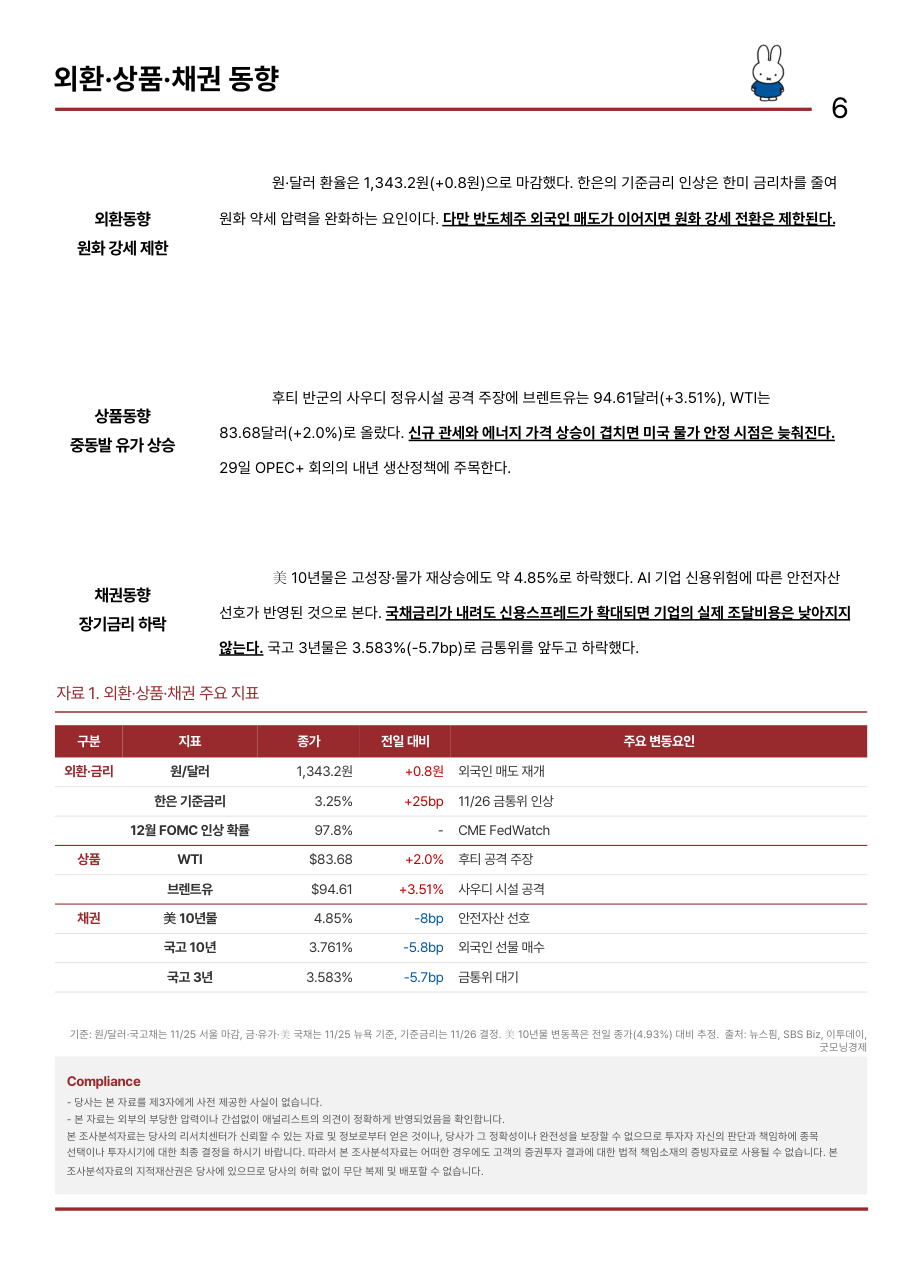 외환·상품·채권 동향
6
외환동향
원화 강세 제한
원·달러 환율은 1,343.2원(+0.8원)으로 마감했다. 한은의 기준금리 인상은 한미 금리차를 줄여
원화 약세 압력을 완화하는 요인이다. 다만 반도체주 외국인 매도가 이어지면 원화 강세 전환은 제한된다.
상품동향
중동발 유가 상승
후티 반군의 사우디 정유시설 공격 주장에 브렌트유는 94.61달러(+3.51%), WTI는
83.68달러(+2.0%)로 올랐다. 신규 관세와 에너지 가격 상승이 겹치면 미국 물가 안정 시점은 늦춰진다.
29일 OPEC+ 회의의 내년 생산정책에 주목한다.
채권동향
장기금리 하락
美 10년물은 고성장·물가 재상승에도 약 4.85%로 하락했다. AI 기업 신용위험에 따른 안전자산
선호가 반영된 것으로 본다. 국채금리가 내려도 신용스프레드가 확대되면 기업의 실제 조달비용은 낮아지지
않는다. 국고 3년물은 3.583%(-5.7bp)로 금통위를 앞두고 하락했다.
자료 1. 외환·상품·채권 주요 지표
구분 지표 종가 전일 대비 주요 변동요인
외환·금리 원/달러 1,343.2원 +0.8원 외국인 매도 재개
한은 기준금리 3.25% +25bp 11/26 금통위 인상
12월 FOMC 인상 확률 97.8% - CME FedWatch
상품 WTI $83.68 +2.0% 후티 공격 주장
브렌트유 $94.61 +3.51% 사우디 시설 공격
채권 美 10년물 4.85% -8bp 안전자산 선호
국고 10년 3.761% -5.8bp 외국인 선물 매수
국고 3년 3.583% -5.7bp 금통위 대기
기준: 원/달러·국고채는 11/25 서울 마감, 금·유가·美 국채는 11/25 뉴욕 기준, 기준금리는 11/26 결정. 美 10년물 변동폭은 전일 종가(4.93%) 대비 추정. 출처: 뉴스핌, SBS Biz, 이투데이,
굿모닝경제
Compliance
- 당사는 본 자료를 제3자에게 사전 제공한 사실이 없습니다.
- 본 자료는 외부의 부당한 압력이나 간섭없이 애널리스트의 의견이 정확하게 반영되었음을 확인합니다.
본 조사분석자료는 당사의 리서치센터가 신뢰할 수 있는 자료 및 정보로부터 얻은 것이나, 당사가 그 정확성이나 완전성을 보장할 수 없으므로 투자자 자신의 판단과 책임하에 종목
선택이나 투자시기에 대한 최종 결정을 하시기 바랍니다. 따라서 본 조사분석자료는 어떠한 경우에도 고객의 증권투자 결과에 대한 법적 책임소재의 증빙자료로 사용될 수 없습니다. 본
조사분석자료의 지적재산권은 당사에 있으므로 당사의 허락 없이 무단 복제 및 배포할 수 없습니다.